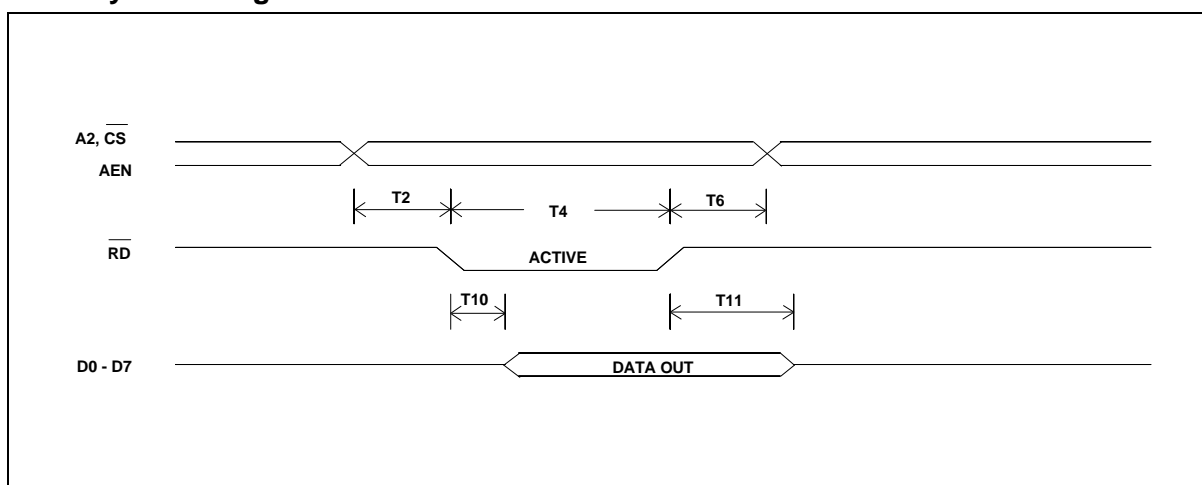 A2, CS
AEN
T2
T4
T6
RD
ACTIVE
T10
T11
D0 - D7
DATA OUT